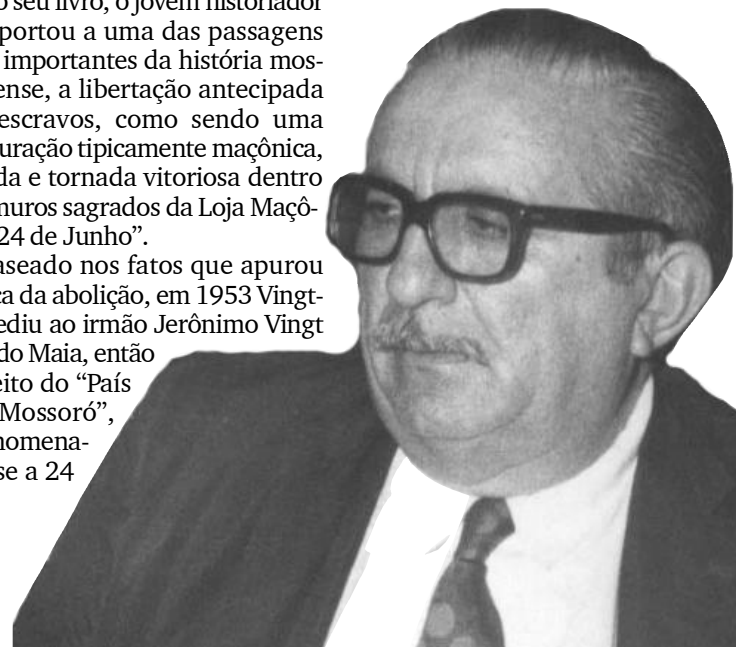 o seu livro, o jovem historiador
portou a uma das passagens
importantes da história mos-
ense, a libertação antecipada
escravos, como sendo uma
uração tipicamente maçônica,
da e tornada vitoriosa dentro
muros sagrados da Loja Maçô-
24 de Junho”.
aseado nos fatos que apurou
ca da abolição, em 1953 Vingt-
ediu ao irmão Jerônimo Vingt
do Maia, então
eito do “País
Mossoró”,
homena-
se a 24